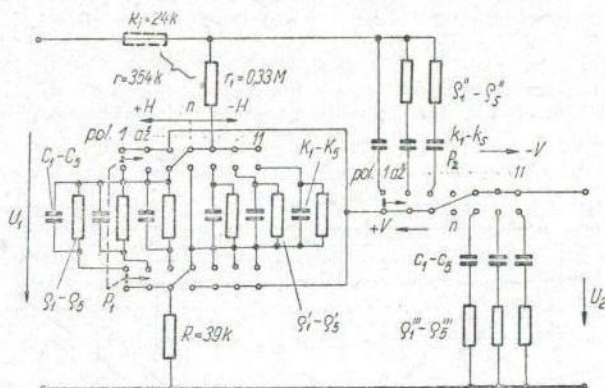 Ri=24k
r=354k
r₁=0,33M
+H n -H
pol. 1 až 11
C₁-C₅
K₁-K₅
U₁
ϱ₁-ϱ₅
P₁
ϱ₁'-ϱ₅'
R=39k
ϱ₁''-ϱ₅''
k₁-k₅
P₂
-V
pol. 1 až 11
+V n
c₁-c₅
U₂
ϱ₁'''-ϱ₅'''